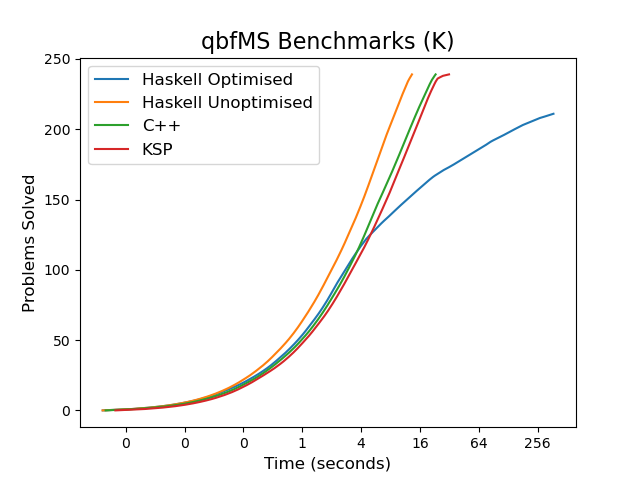 qbfMS Benchmarks (K)
Haskell Optimised
Haskell Unoptimised
C++
KSP
Problems Solved
250
200
150
100
50
0
0 0 0 1 4 16 64 256
Time (seconds)